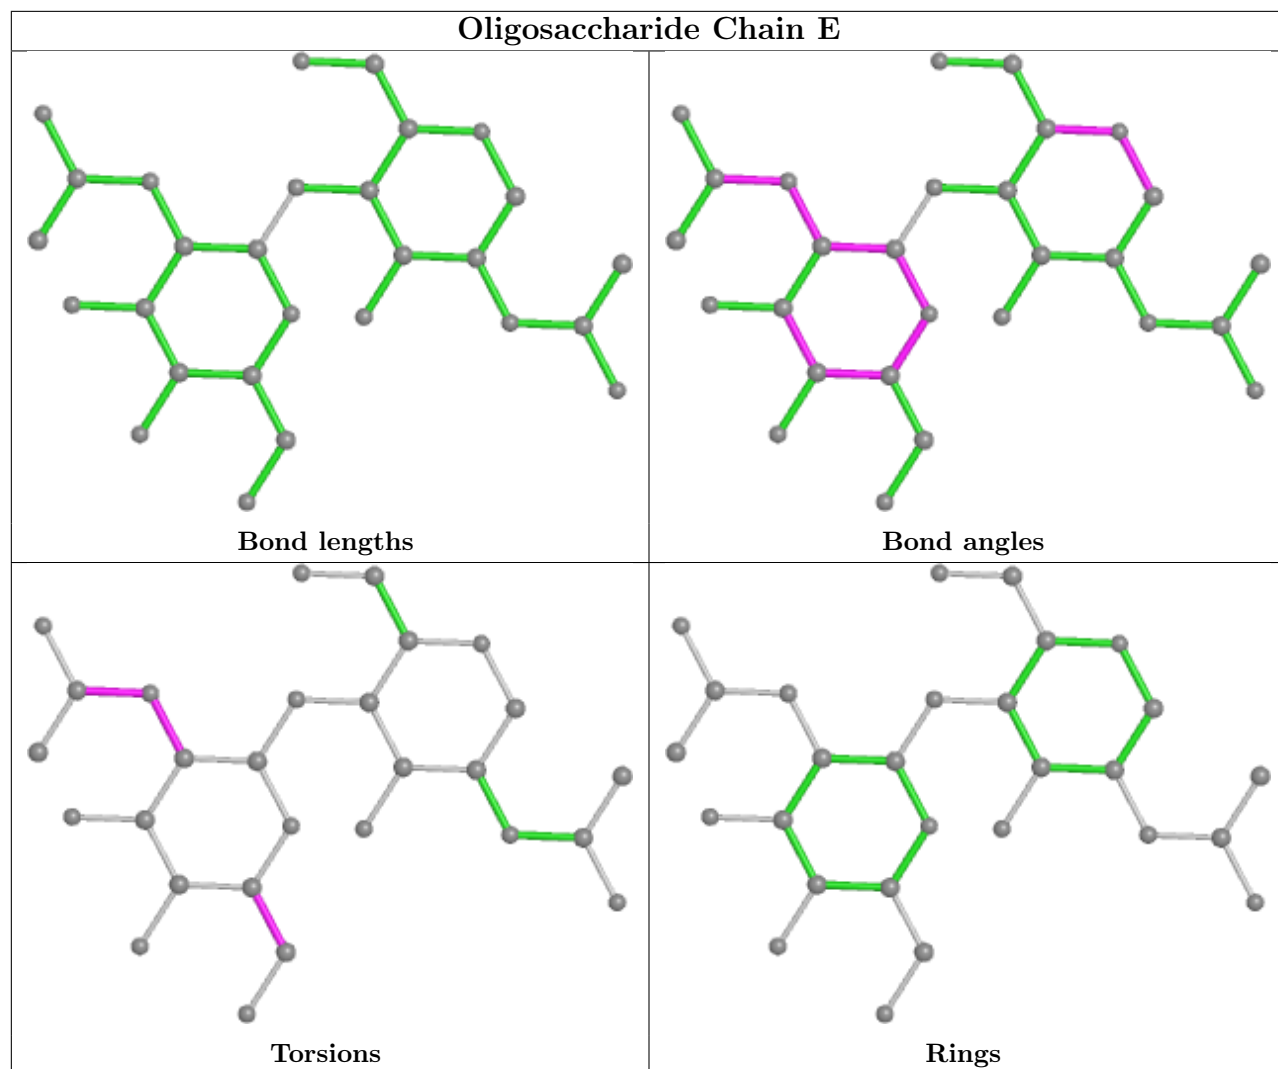 Oligosaccharide Chain E
Bond lengths
Bond angles
Torsions
Rings